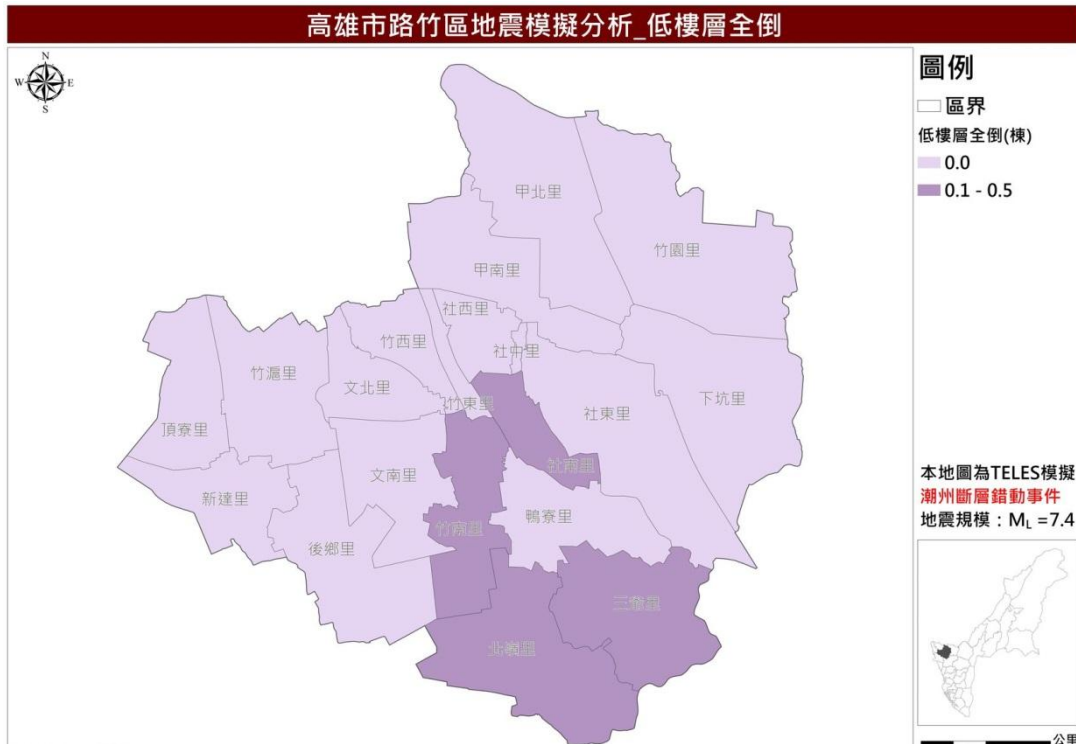 高雄市路竹區地震模擬分析_低樓層全倒
N
W
E
S
圖例
區界
低樓層全倒(棟)
0.0
0.1 - 0.5
甲北里
竹園里
甲南里
社西里
竹西里
社中里
竹滬里
文北里
下坑里
竹東里
社東里
頂寮里
社南里
文南里
新達里
鴨寮里
竹南里
後鄉里
三爺里
北嶺里
本地圖為TELES模擬
潮州斷層錯動事件
地震規模：ML =7.4
公里